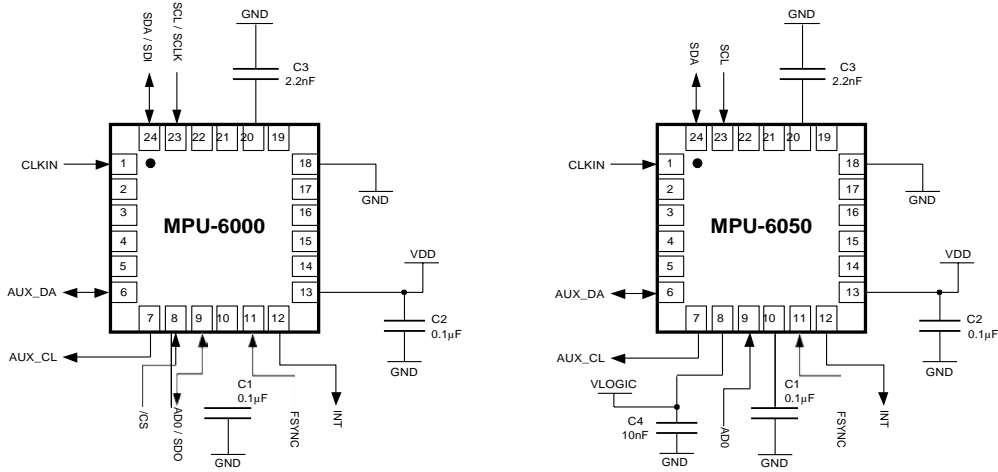 GND
SDA / SDI
SCL / SCLK
C3
2.2nF
24 23 22 21 20 19
CLKIN
1
2
3
4
5
6
18
17
16
15
14
13
MPU-6000
GND
VDD
AUX_DA
7 8 9 10 11 12
C2
0.1µF
GND
AUX_CL
/CS
AD0 / SDO
C1
0.1µF
GND
FSYNC
INT
GND
SDA
SCL
C3
2.2nF
24 23 22 21 20 19
CLKIN
1
2
3
4
5
6
18
17
16
15
14
13
MPU-6050
GND
VDD
AUX_DA
7 8 9 10 11 12
C2
0.1µF
GND
AUX_CL
VLOGIC
C4
10nF
GND
AD0
C1
0.1µF
GND
FSYNC
INT